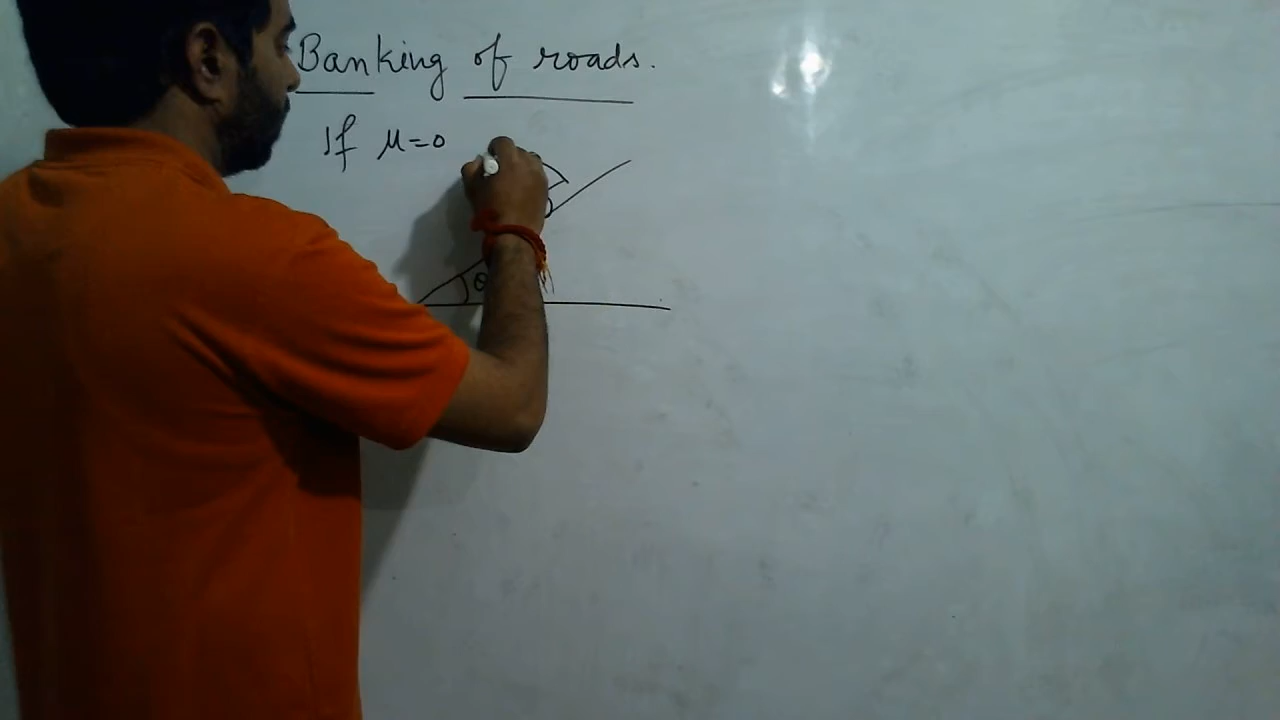 Banking of roads.
If μ=0
θ